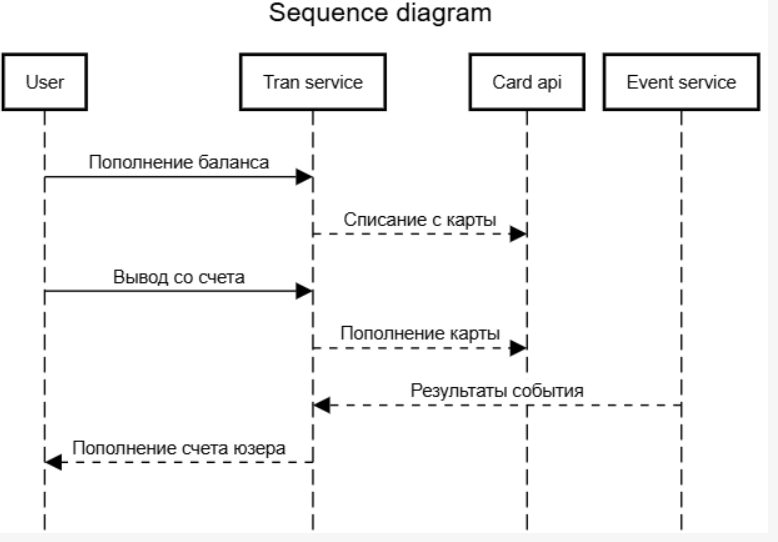 Sequence diagram
User
Tran service
Card api
Event service
Пополнение баланса
Списание с карты
Вывод со счета
Пополнение карты
Результаты события
Пополнение счета юзера